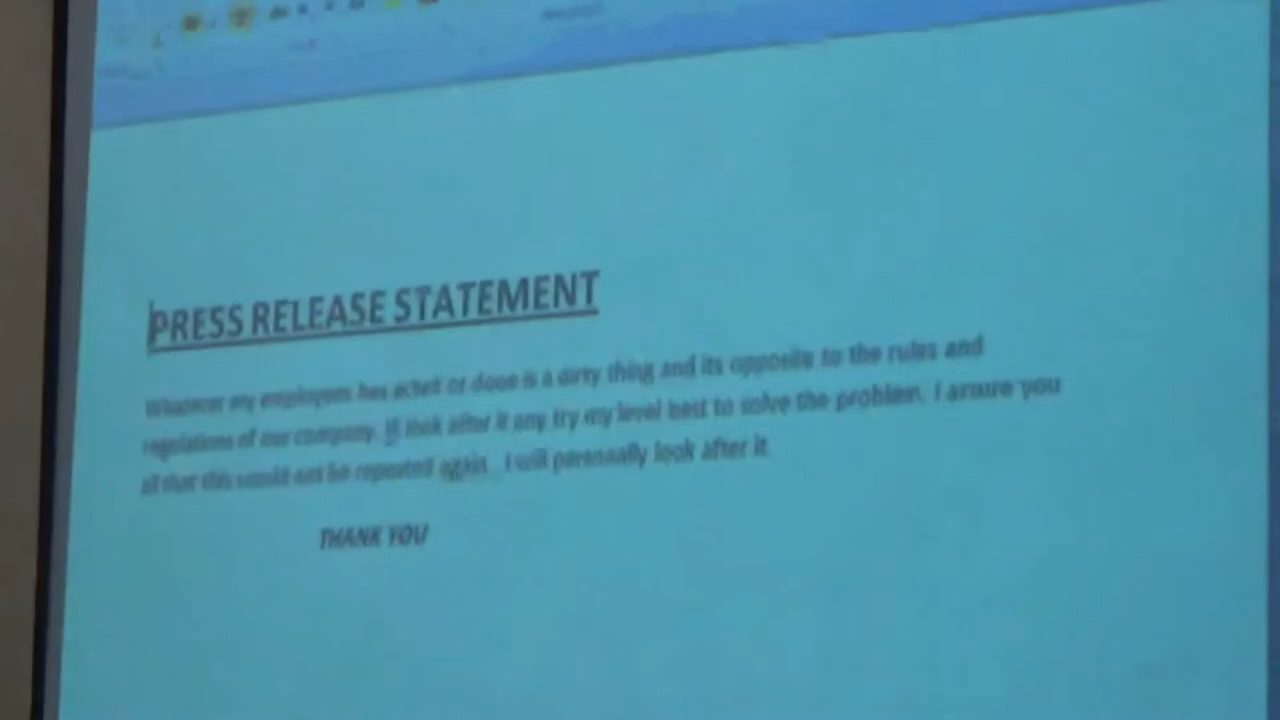 PRESS RELEASE STATEMENT
Whatever my employees has acted or done is a dirty thing and its opposite to the rules and
regulations of our company. look after it any try my level best to solve the problem. I you
all that this would not be repeated again. I will personally look after it.
THANK YOU